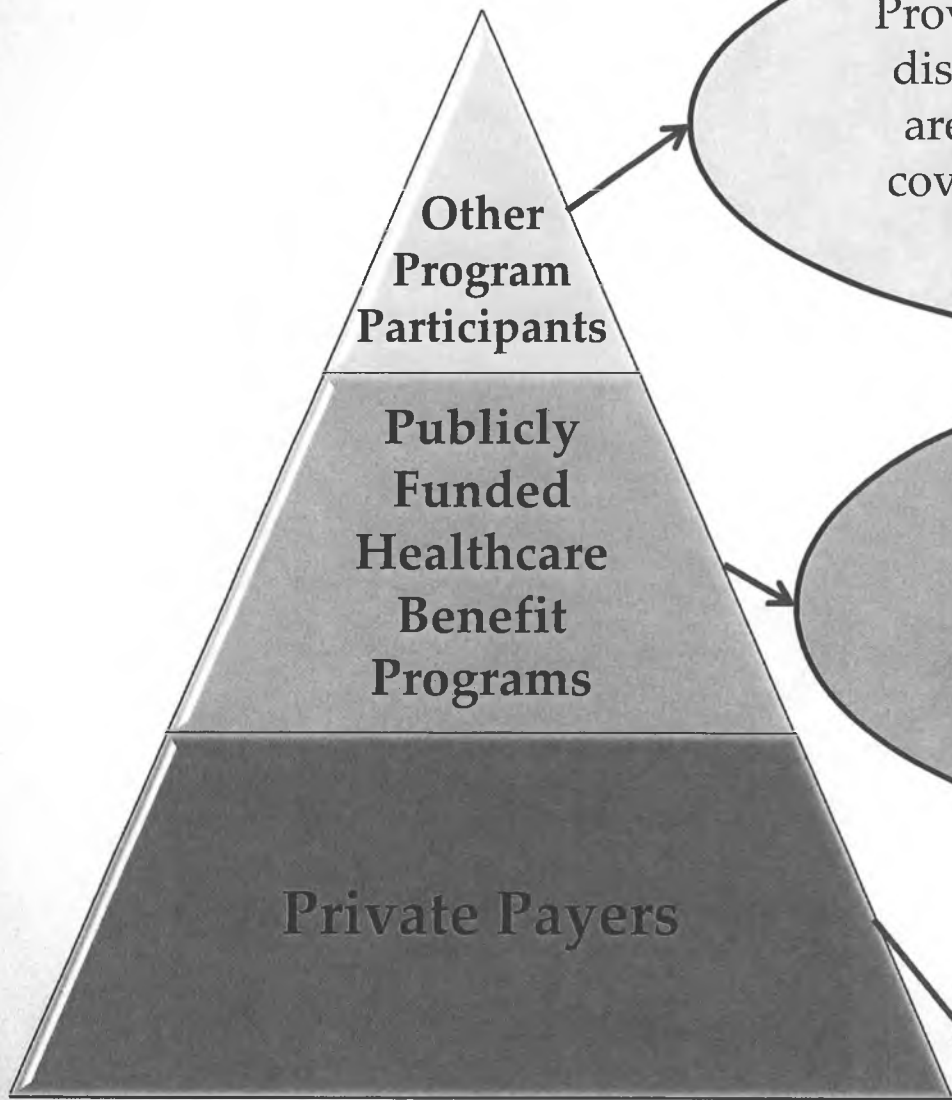 Other
Program
Participants
Publicly
Funded
Healthcare
Benefit
Programs
Private Payers